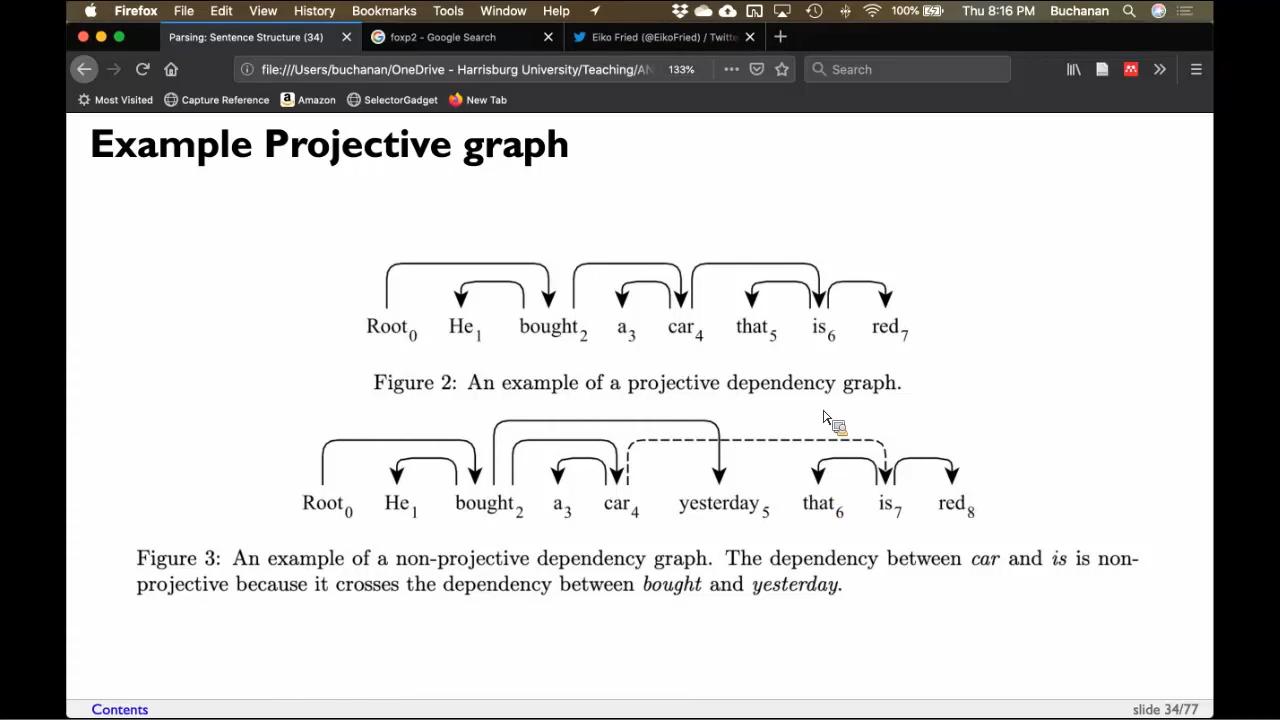 Firefox File Edit View History Bookmarks Tools Window Help 100% Thu 8:16 PM Buchanan
Parsing: Sentence Structure (34) foxp2 - Google Search Eiko Fried (@EikoFried) / Twitte
file:///Users/buchanan/OneDrive - Harrisburg University/Teaching/AN 133% Search
Most Visited Capture Reference Amazon SelectorGadget New Tab
Example Projective graph
Root0 He1 bought2 a3 car4 that5 is6 red7
Figure 2: An example of a projective dependency graph.
Root0 He1 bought2 a3 car4 yesterday5 that6 is7 red8
Figure 3: An example of a non-projective dependency graph. The dependency between car and is is non-
projective because it crosses the dependency between bought and yesterday.
Contents slide 34/77